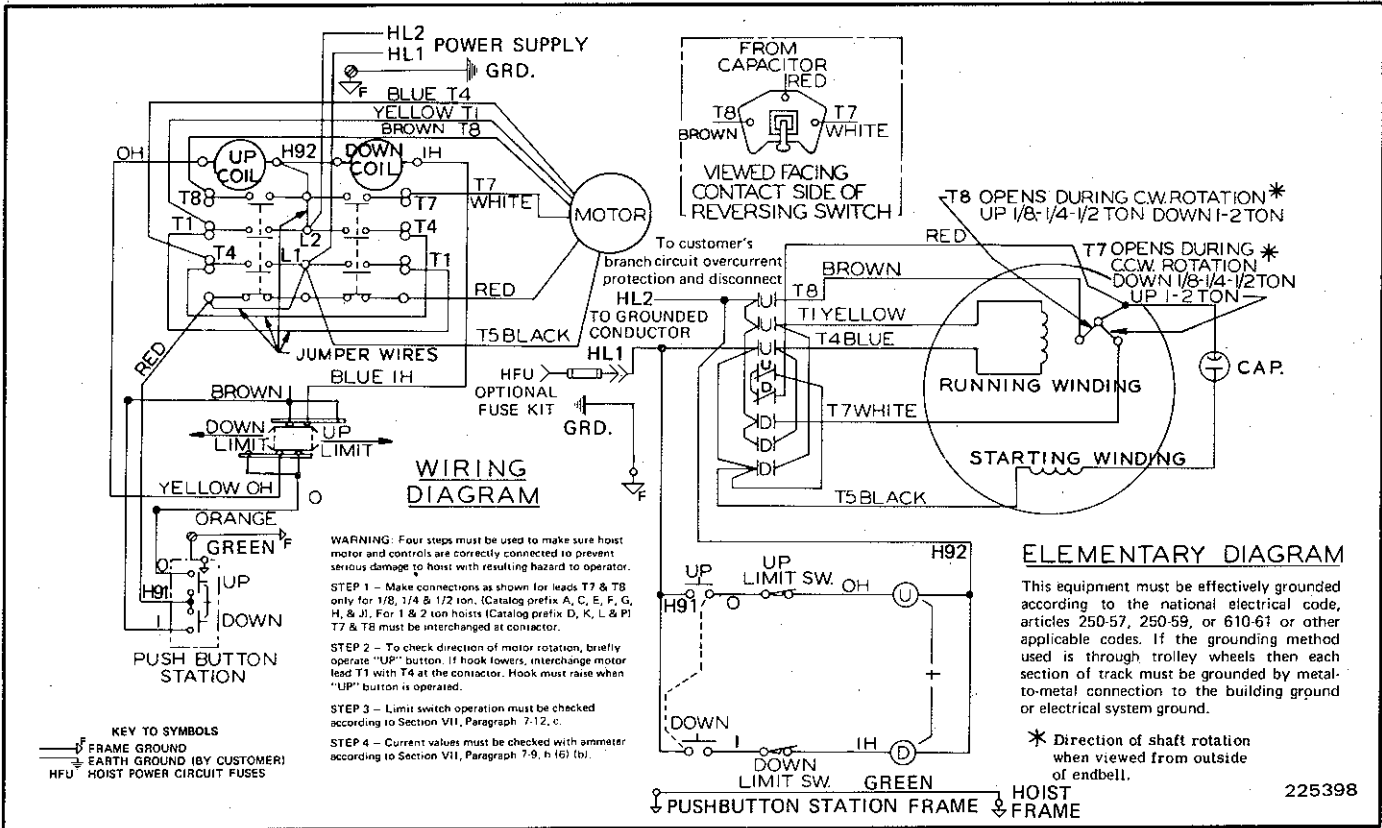 HL2
HL1 POWER SUPPLY
GRD.
F
BLUE T4
YELLOW T1
BROWN T8
OH
UP
COIL
H92
DOWN
COIL
IH
T8
T7
T7
WHITE
MOTOR
T1
L2
T4
T4
L1
T1
RED
RED
T5 BLACK
JUMPER WIRES
BLUE IH
BROWN
DOWN
LIMIT
UP
LIMIT
YELLOW OH
O
ORANGE
GREEN
F
O
UP
H91
DOWN
I
PUSH BUTTON
STATION
KEY TO SYMBOLS
F
FRAME GROUND
EARTH GROUND (BY CUSTOMER)
HFU HOIST POWER CIRCUIT FUSES
WIRING
DIAGRAM
WARNING: Four steps must be used to make sure hoist
motor and controls are correctly connected to prevent
serious damage to hoist with resulting hazard to operator.
STEP 1 – Make connections as shown for leads T7 & T8
only for 1/8, 1/4 & 1/2 ton. (Catalog prefix A, C, E, F, G,
H, & J). For 1 & 2 ton hoists (Catalog prefix D, K, L & P)
T7 & T8 must be interchanged at contactor.
STEP 2 – To check direction of motor rotation, briefly
operate "UP" button. If hook lowers, interchange motor
lead T1 with T4 at the contactor. Hook must raise when
"UP" button is operated.
STEP 3 – Limit switch operation must be checked
according to Section VII, Paragraph 7-12, c.
STEP 4 – Current values must be checked with ammeter
according to Section VII, Paragraph 7-9, h (6) (b).
FROM
CAPACITOR
RED
T8
BROWN
T7
WHITE
VIEWED FACING
CONTACT SIDE OF
REVERSING SWITCH
T8 OPENS DURING C.W. ROTATION *
UP 1/8-1/4-1/2 TON DOWN 1-2 TON
RED
T7 OPENS DURING *
C.C.W. ROTATION
DOWN 1/8-1/4-1/2 TON
UP 1-2 TON
To customer's
branch circuit overcurrent
protection and disconnect
HL2
TO GROUNDED
CONDUCTOR
HL1
HFU
OPTIONAL
FUSE KIT
GRD.
F
U
U
U
U
D
D
D
D
T8
BROWN
T1 YELLOW
T4 BLUE
T7 WHITE
T5 BLACK
RUNNING WINDING
STARTING WINDING
CAP.
H92
UP
H91
O
UP
LIMIT SW.
OH
U
DOWN
I
DOWN
LIMIT SW.
IH
D
GREEN
PUSHBUTTON STATION FRAME
HOIST
FRAME
ELEMENTARY DIAGRAM
This equipment must be effectively grounded
according to the national electrical code,
articles 250-57, 250-59, or 610-61 or other
applicable codes. If the grounding method
used is through trolley wheels then each
section of track must be grounded by metal-
to-metal connection to the building ground
or electrical system ground.
* Direction of shaft rotation
when viewed from outside
of endbell.
225398